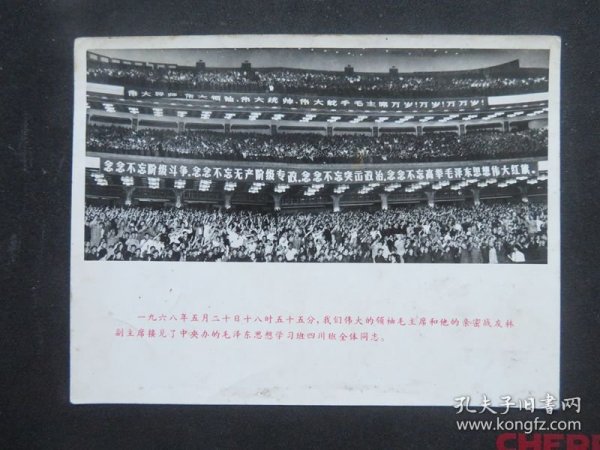 伟大导师、伟大领袖、伟大统帅、伟大舵手毛主席万岁！万岁！万万岁！
念念不忘阶级斗争、念念不忘无产阶级专政、念念不忘突出政治、念念不忘高举毛泽东思想伟大红旗。
一九六八年五月二十日十八时五十五分，我们伟大的领袖毛主席和他的亲密战友林
副主席接见了中央办的毛泽东思想学习班四川班全体同志。
孔夫子旧书网
www.kongfz.com
CHERI